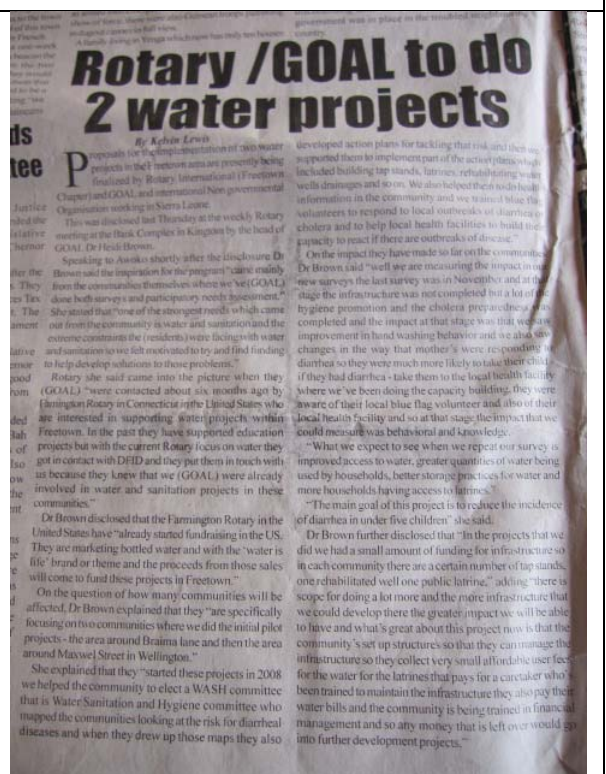 Rotary /GOAL to do
2 water projects
By Kelvin Lewis
Proposals for the implementation of two water
projects in the Freetown area are presently being
finalized by Rotary International (Freetown
Chapter) and GOAL and international Non governmental
Organisation working in Sierra Leone.
This was disclosed last Thursday at the weekly Rotary
meeting at the Bank Complex in Kingtom by the head of
GOAL Dr Heidi Brown.
Speaking to Awoko shortly after the disclosure Dr
Brown said the inspiration for the program "came mainly
from the communities themselves where we've (GOAL)
done both surveys and participatory needs assessment."
She stated that "one of the strongest needs which came
out from the community is water and sanitation and the
extreme constraints the (residents) were facing with water
and sanitation so we felt motivated to try and find funding
to help develop solutions to those problems."
Rotary she said came into the picture when they
(GOAL) "were contacted about six months ago by
Farmington Rotary in Connecticut in the United States who
are interested in supporting water projects within
Freetown. In the past they have supported education
projects but with the current Rotary focus on water they
got in contact with DFID and they put them in touch with
us because they knew that we (GOAL) were already
involved in water and sanitation projects in these
communities."
Dr Brown disclosed that the Farmington Rotary in the
United States have "already started fundraising in the US.
They are marketing bottled water and with the 'water is
life' brand or theme and the proceeds from those sales
will come to fund these projects in Freetown."
On the question of how many communities will be
affected, Dr Brown explained that they "are specifically
focusing on two communities where we did the initial pilot
projects - the area around Braima lane and then the area
around Maxwel Street in Wellington."
She explained that they "started these projects in 2008
we helped the community to elect a WASH committee
that is Water Sanitation and Hygiene committee who
mapped the communities looking at the risk for diarrheal
diseases and when they drew up those maps they also
developed action plans for tackling that risk and then we
supported them to implement part of the action plans which
included building tap stands, latrines, rehabilitating water
wells drainages and so on. We also helped them to do health
information in the community and we trained blue flag
volunteers to respond to local outbreaks of diarrhea or
cholera and to help local health facilities to build their
capacity to react if there are outbreaks of disease."
On the impact they have made so far on the communities
Dr Brown said "well we are measuring the impact in our
new surveys the last survey was in November and at that
stage the infrastructure was not completed but a lot of the
hygiene promotion and the cholera preparedness was
completed and the impact at that stage was that we saw
improvement in hand washing behavior and we also saw
changes in the way that mother's were responding to
diarrhea so they were much more likely to take their child -
if they had diarrhea - take them to the local health facility
where we've been doing the capacity building, they were
aware of their local blue flag volunteer and also of their
local health facility and so at that stage the impact that we
could measure was behavioral and knowledge.
"What we expect to see when we repeat our survey is
improved access to water, greater quantities of water being
used by households, better storage practices for water and
more households having access to latrines."
"The main goal of this project is to reduce the incidence
of diarrhea in under five children" she said.
Dr Brown further disclosed that "In the projects that we
did we had a small amount of funding for infrastructure so
in each community there are a certain number of tap stands,
one rehabilitated well one public latrine," adding "there is
scope for doing a lot more and the more infrastructure that
we could develop there the greater impact we will be able
to have and what's great about this project now is that the
community's set up structures so that they can manage the
infrastructure so they collect very small affordable user fees
for the water for the latrines that pays for a caretaker who's
been trained to maintain the infrastructure they also pay their
water bills and the community is being trained in financial
management and so any money that is left over would go
into further development projects."